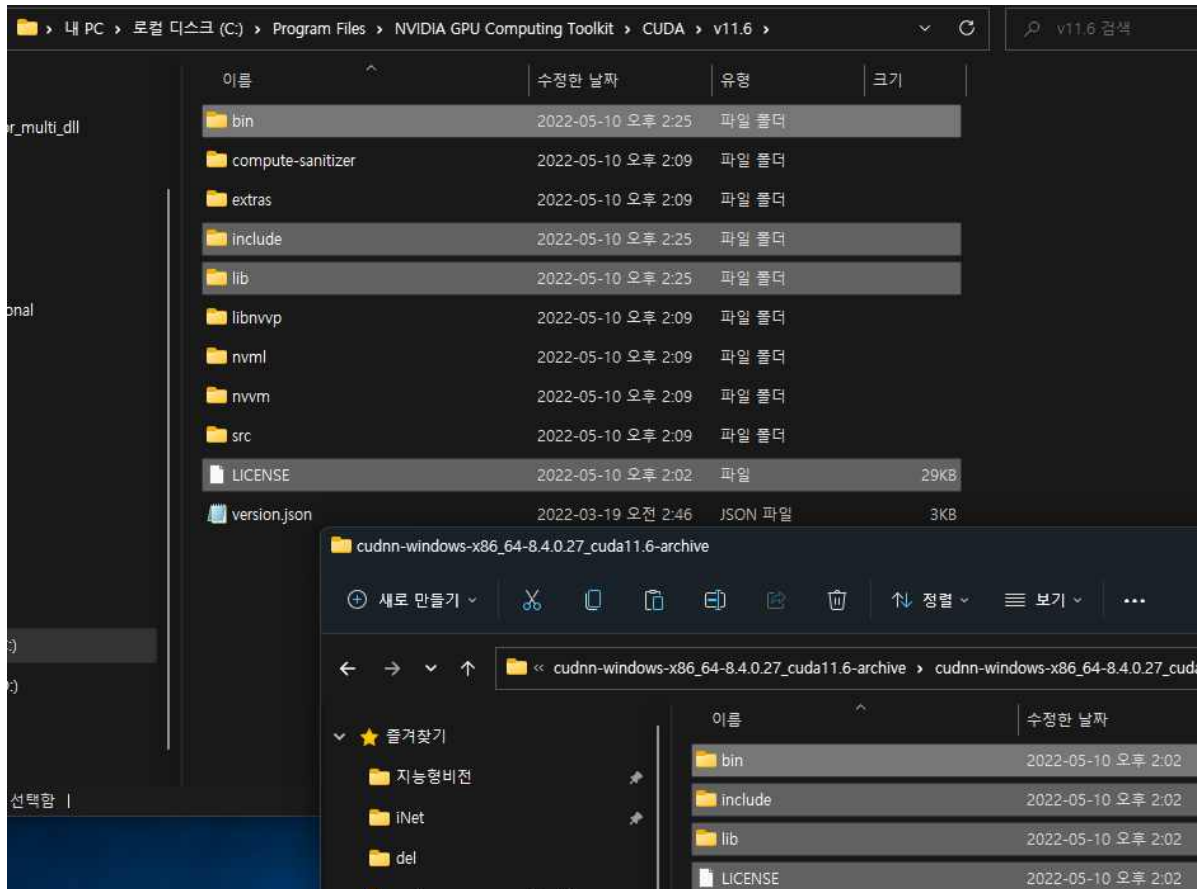 내 PC › 로컬 디스크 (C:) › Program Files › NVIDIA GPU Computing Toolkit › CUDA › v11.6 ›
v11.6 검색
이름 수정한 날짜 유형 크기
r_multi_dll
bin 2022-05-10 오후 2:25 파일 폴더
compute-sanitizer 2022-05-10 오후 2:09 파일 폴더
extras 2022-05-10 오후 2:09 파일 폴더
include 2022-05-10 오후 2:25 파일 폴더
lib 2022-05-10 오후 2:25 파일 폴더
onal
libnvvp 2022-05-10 오후 2:09 파일 폴더
nvml 2022-05-10 오후 2:09 파일 폴더
nvvm 2022-05-10 오후 2:09 파일 폴더
src 2022-05-10 오후 2:09 파일 폴더
LICENSE 2022-05-10 오후 2:02 파일 29KB
version.json 2022-03-19 오전 2:46 JSON 파일 3KB
:)
:)
선택함
cudnn-windows-x86_64-8.4.0.27_cuda11.6-archive
새로 만들기 정렬 보기 ...
« cudnn-windows-x86_64-8.4.0.27_cuda11.6-archive › cudnn-windows-x86_64-8.4.0.27_cuda
이름 수정한 날짜
즐겨찾기
지능형비전
iNet
del
bin 2022-05-10 오후 2:02
include 2022-05-10 오후 2:02
lib 2022-05-10 오후 2:02
LICENSE 2022-05-10 오후 2:02